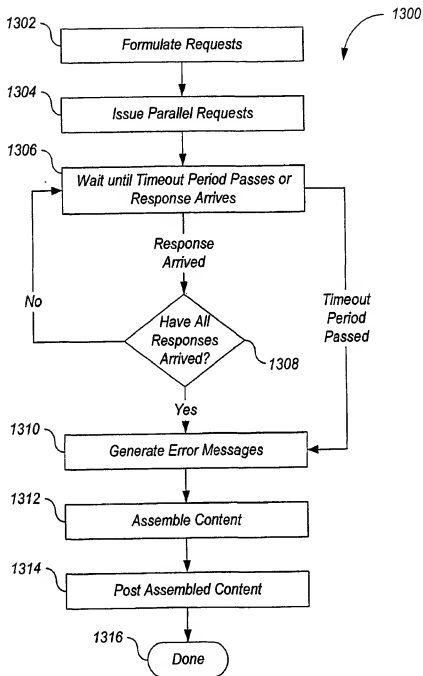 1302
Formulate Requests
1300
1304
Issue Parallel Requests
1306
Wait until Timeout Period Passes or
Response Arrives
Response
Arrived
No
Timeout
Period
Passed
Have All
Responses
Arrived?
1308
Yes
1310
Generate Error Messages
1312
Assemble Content
1314
Post Assembled Content
1316
Done